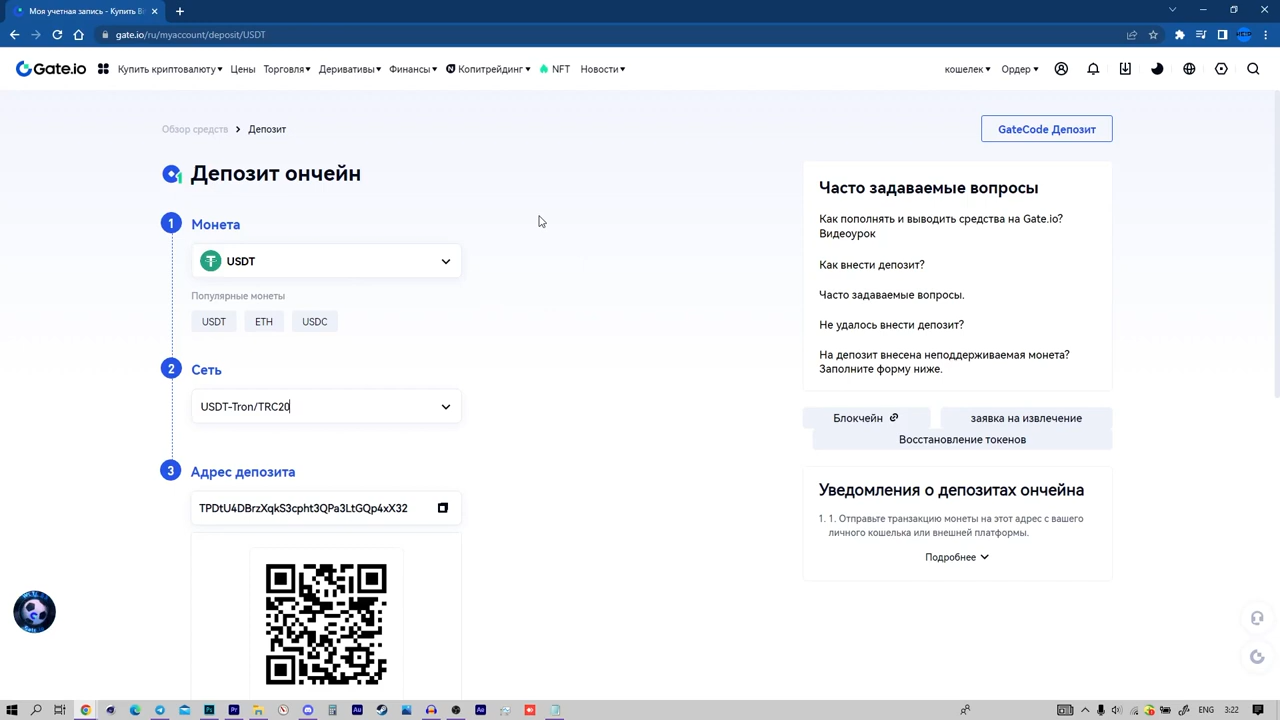 Моя учетная запись - Купить Bi
gate.io/ru/myaccount/deposit/USDT
Gate.io Купить криптовалюту Цены Торговля Деривативы Финансы Копитрейдинг NFT Новости кошелек Ордер
Обзор средств > Депозит
GateCode Депозит
Депозит ончейн
1 Монета
USDT
Популярные монеты
USDT ETH USDC
2 Сеть
USDT-Tron/TRC20
3 Адрес депозита
TPDtU4DBrzXqkS3cpht3QPa3LtGQp4xX32
Часто задаваемые вопросы
Как пополнять и выводить средства на Gate.io?
Видеоурок
Как внести депозит?
Часто задаваемые вопросы.
Не удалось внести депозит?
На депозит внесена неподдерживаемая монета?
Заполните форму ниже.
Блокчейн заявка на извлечение
Восстановление токенов
Уведомления о депозитах ончейна
1. 1. Отправьте транзакцию монеты на этот адрес с вашего
личного кошелька или внешней платформы.
Подробнее
ENG 3:22